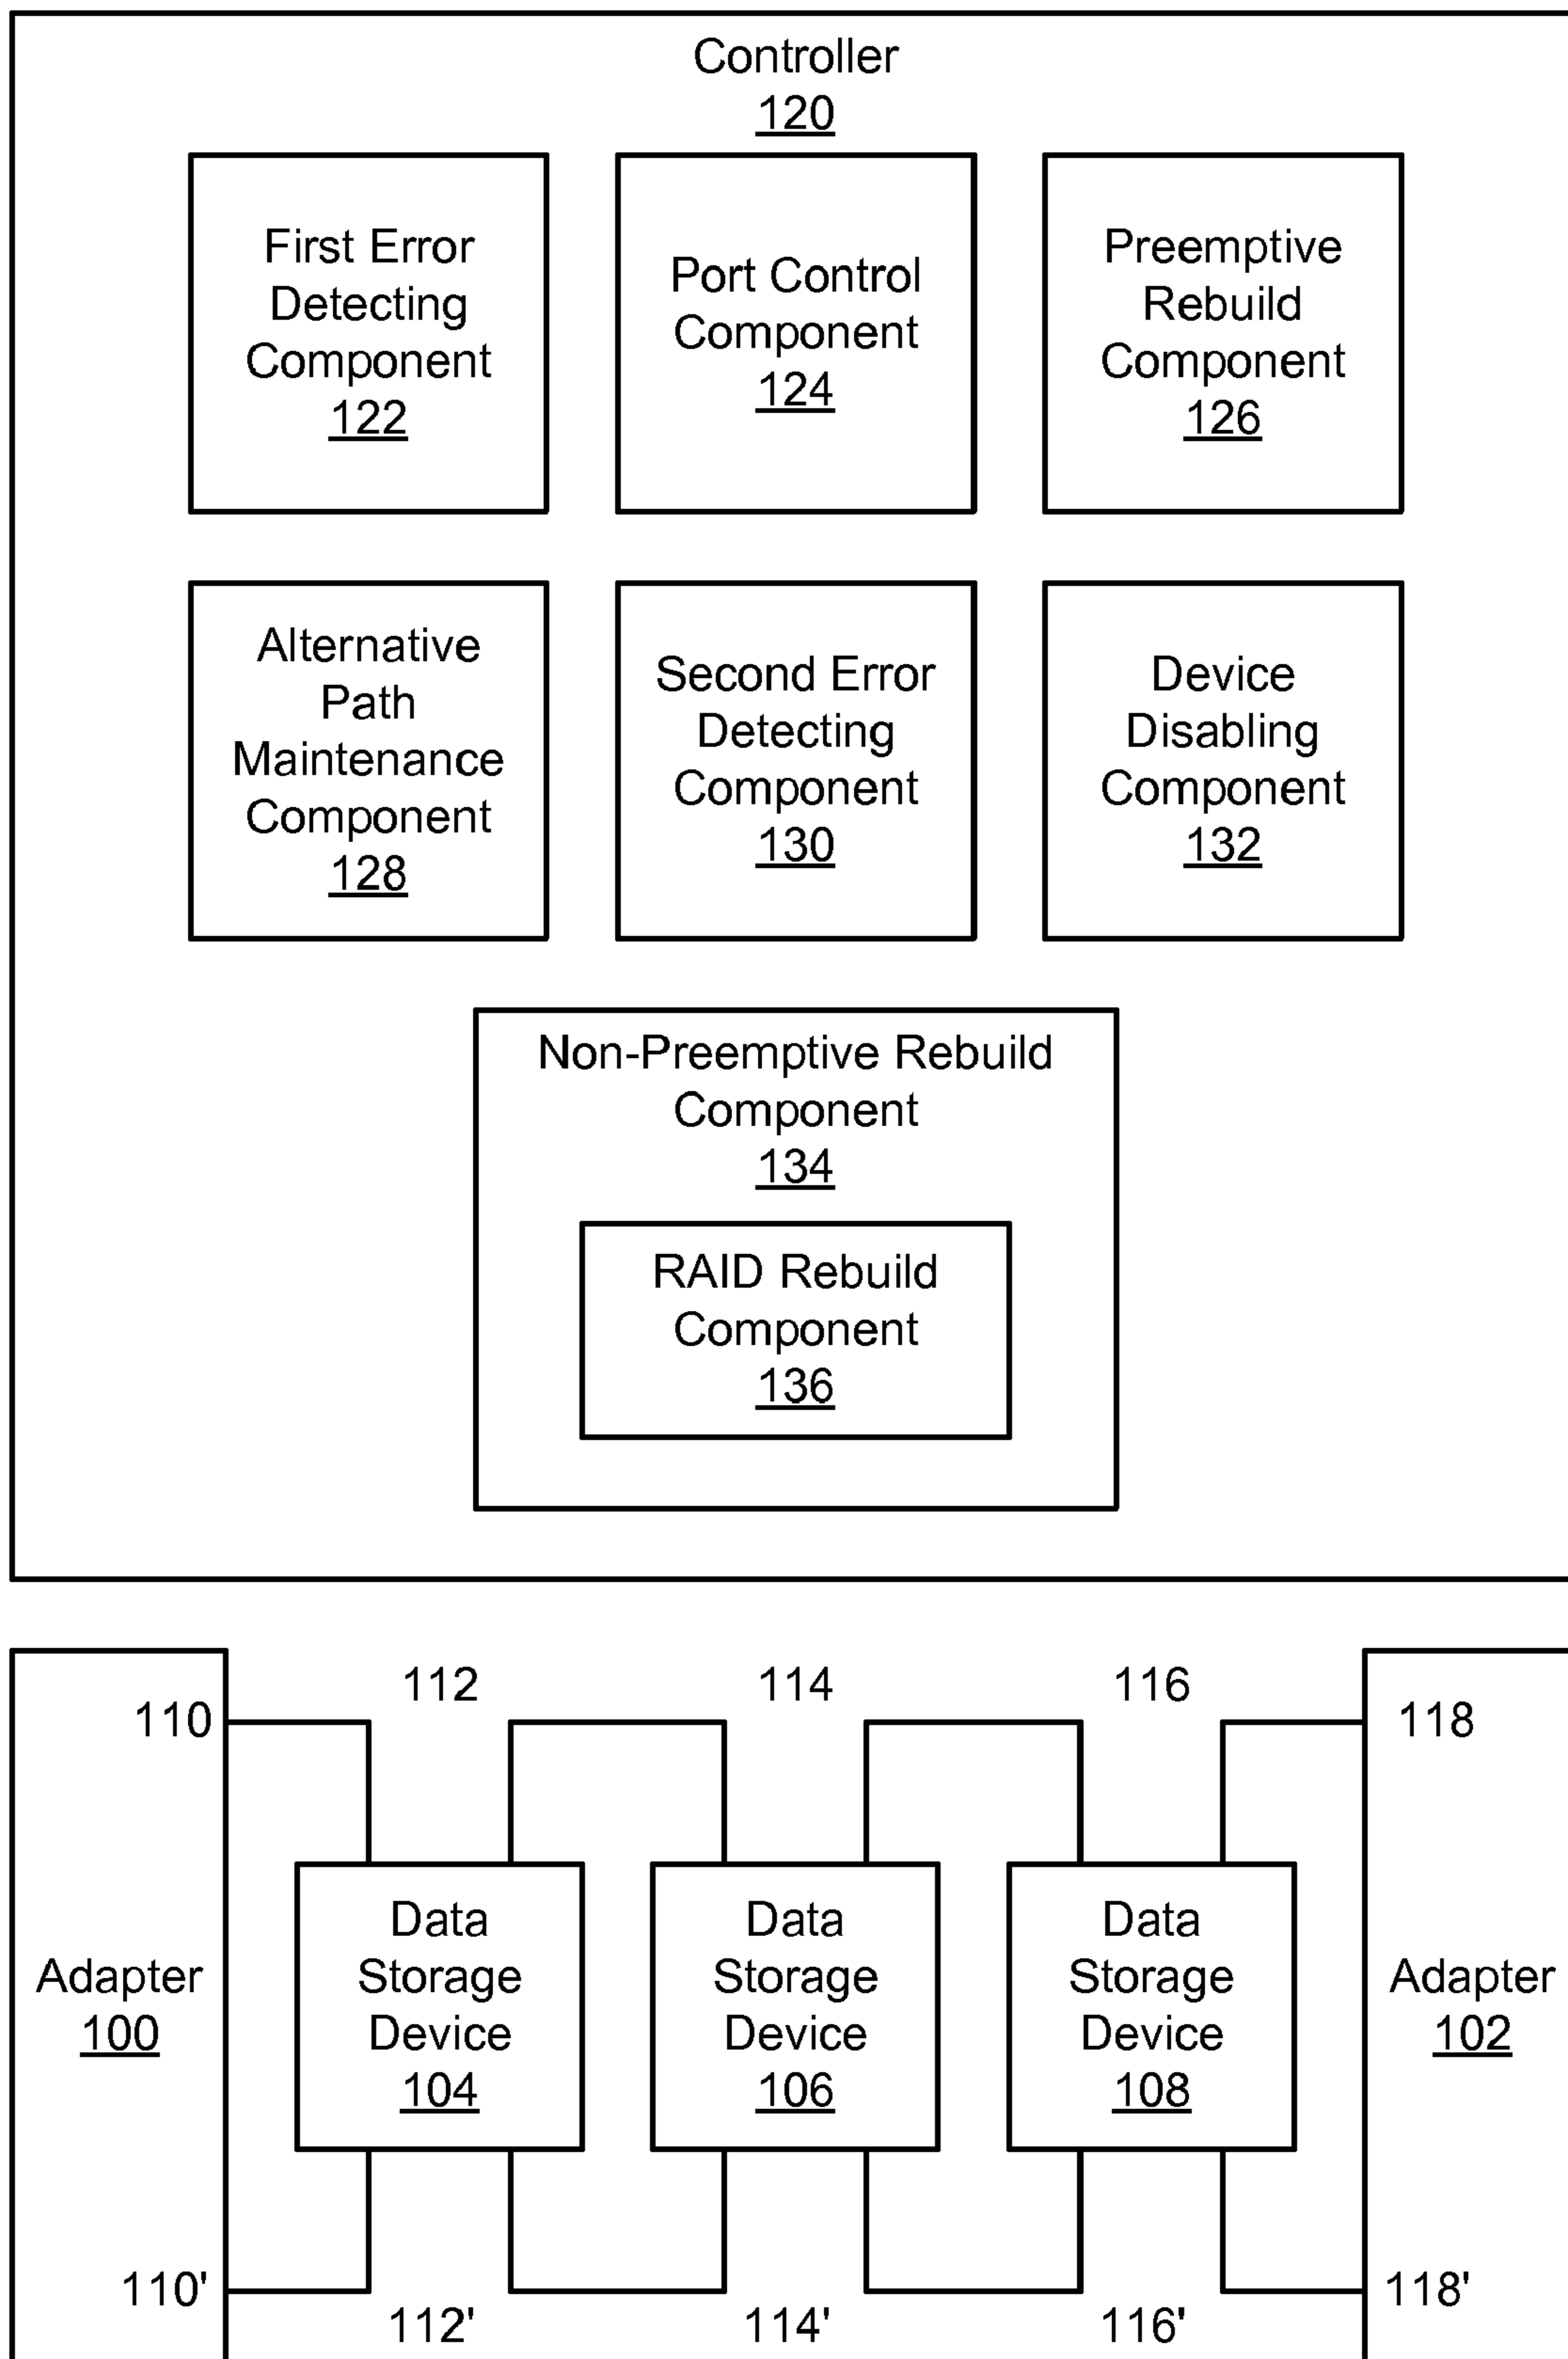 Controller
120
First Error
Detecting
Component
122
Port Control
Component
124
Preemptive
Rebuild
Component
126
Alternative
Path
Maintenance
Component
128
Second Error
Detecting
Component
130
Device
Disabling
Component
132
Non-Preemptive Rebuild
Component
134
RAID Rebuild
Component
136
112
114
116
110
118
Adapter
100
Data
Storage
Device
104
Data
Storage
Device
106
Data
Storage
Device
108
Adapter
102
110'
118'
112'
114'
116'